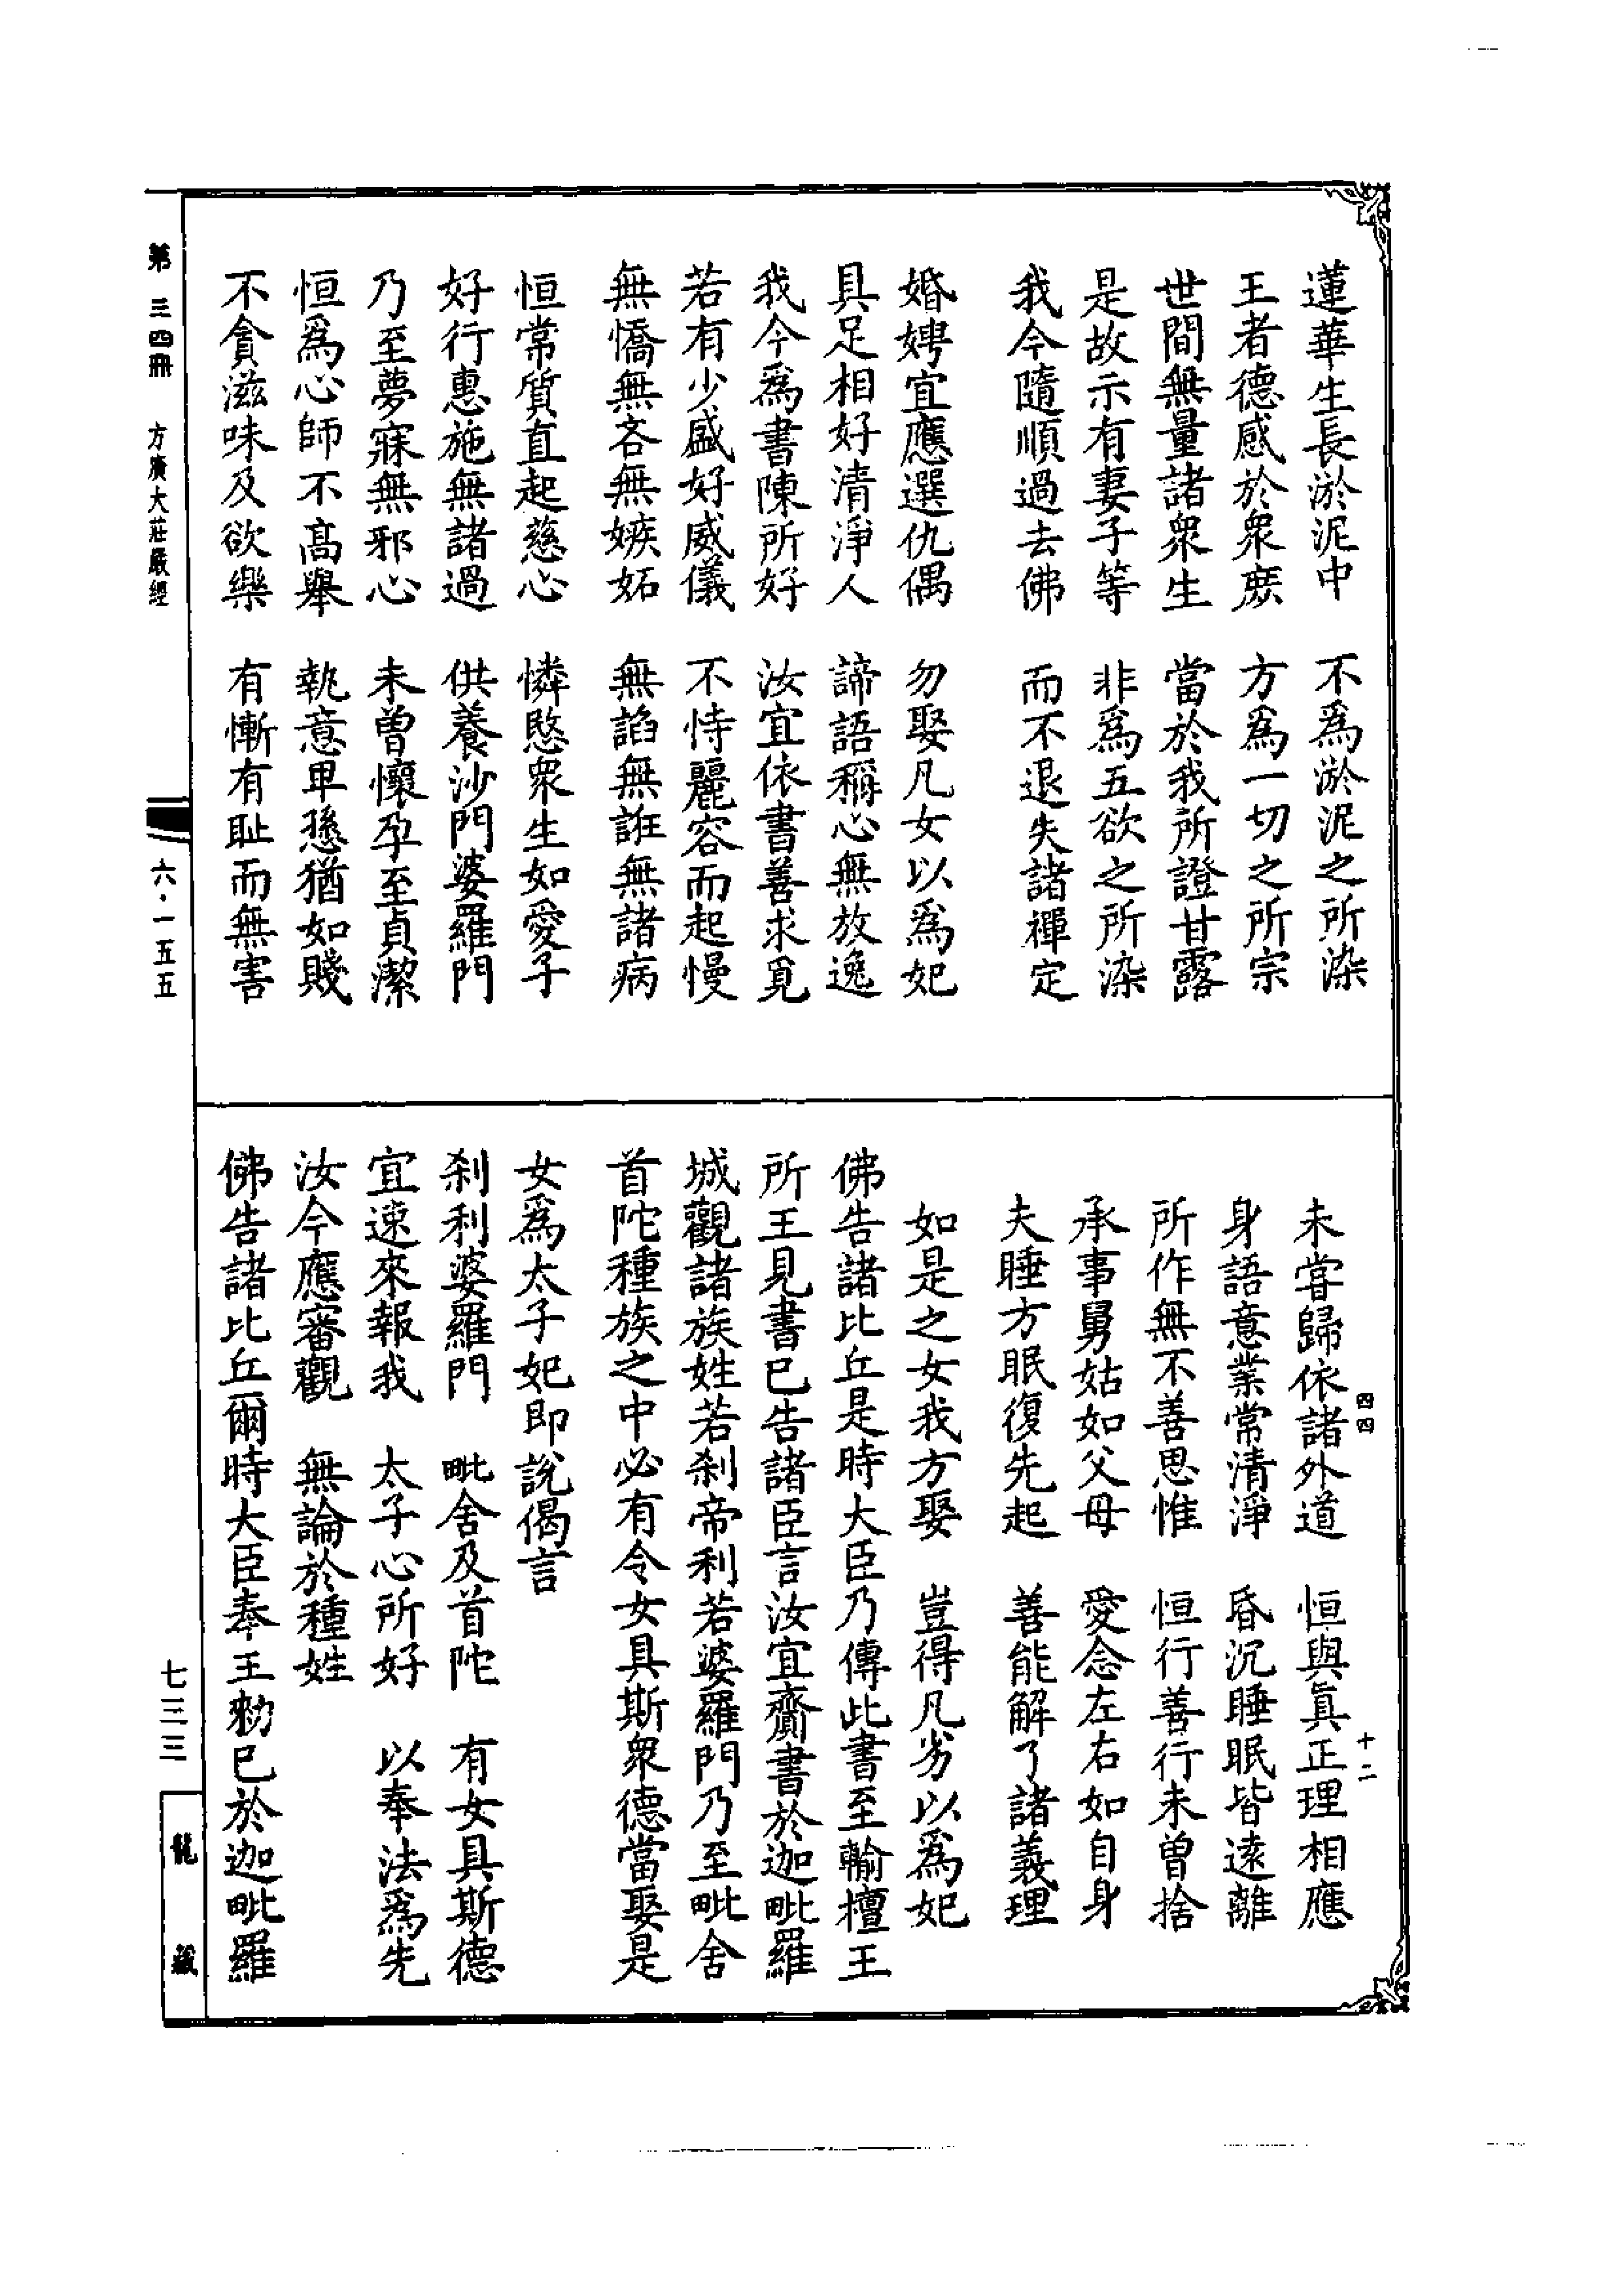 蓮華生長淤泥中　不爲淤泥之所染
王者德感於衆庶　方爲一切之所宗
世間無量諸衆生　當於我所證甘露
是故示有妻子等　非爲五欲之所染
我今隨順過去佛　而不退失諸禪定
婚娉宜應選仇偶　勿娶凡女以爲妃
具足相好清淨人　諦語稱心無放逸
我今爲書陳所好　汝宜依書善求覓
若有少盛好威儀　不恃麗容而起慢
無憍無吝無嫉妬　無諂無誑無諸病
恒常質直起慈心　憐愍衆生如愛子
好行惠施無諸過　供養沙門婆羅門
乃至夢寐無邪心　未曽懷孕至貞潔
恒爲心師不髙舉　執意卑愻猶如賤
不貪滋味及欲樂　有慚有耻而無害
未甞歸依諸外道　恒與眞正理相應
身語意業常清淨　昏沉睡眠皆遠離
所作無不善思惟　恒行善行未曽捨
承事舅姑如父母　愛念左右如自身
夫睡方眠復先起　善能解了諸義理
如是之女我方娶　豈得凡劣以爲妃
佛告諸比丘是時大臣乃傳此書至輸檀王
所王見書已告諸臣言汝宜齎書於迦毗羅
城觀諸族姓若刹帝利若婆羅門乃至毗舍
首陀種族之中必有令女具斯衆德當娶是
女爲太子妃即說偈言
刹利婆羅門　毗舍及首陀　有女具斯德
宜速來報我　太子心所好　以奉法爲先
汝今應審觀　無論於種姓
佛告諸比丘爾時大臣奉王勑已於迦毗羅
四四
十二
第三四冊　方廣大莊嚴經
六·一五五
七三三
龍藏